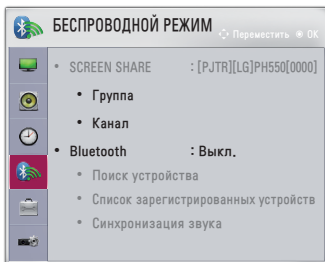 БЕСПРОВОДНОЙ РЕЖИМ Переместить OK
• SCREEN SHARE : [PJTR][LG]PH550[0000]
• Группа
• Канал
• Bluetooth : Выкл.
• Поиск устройства
• Список зарегистрированных устройств
• Синхронизация звука